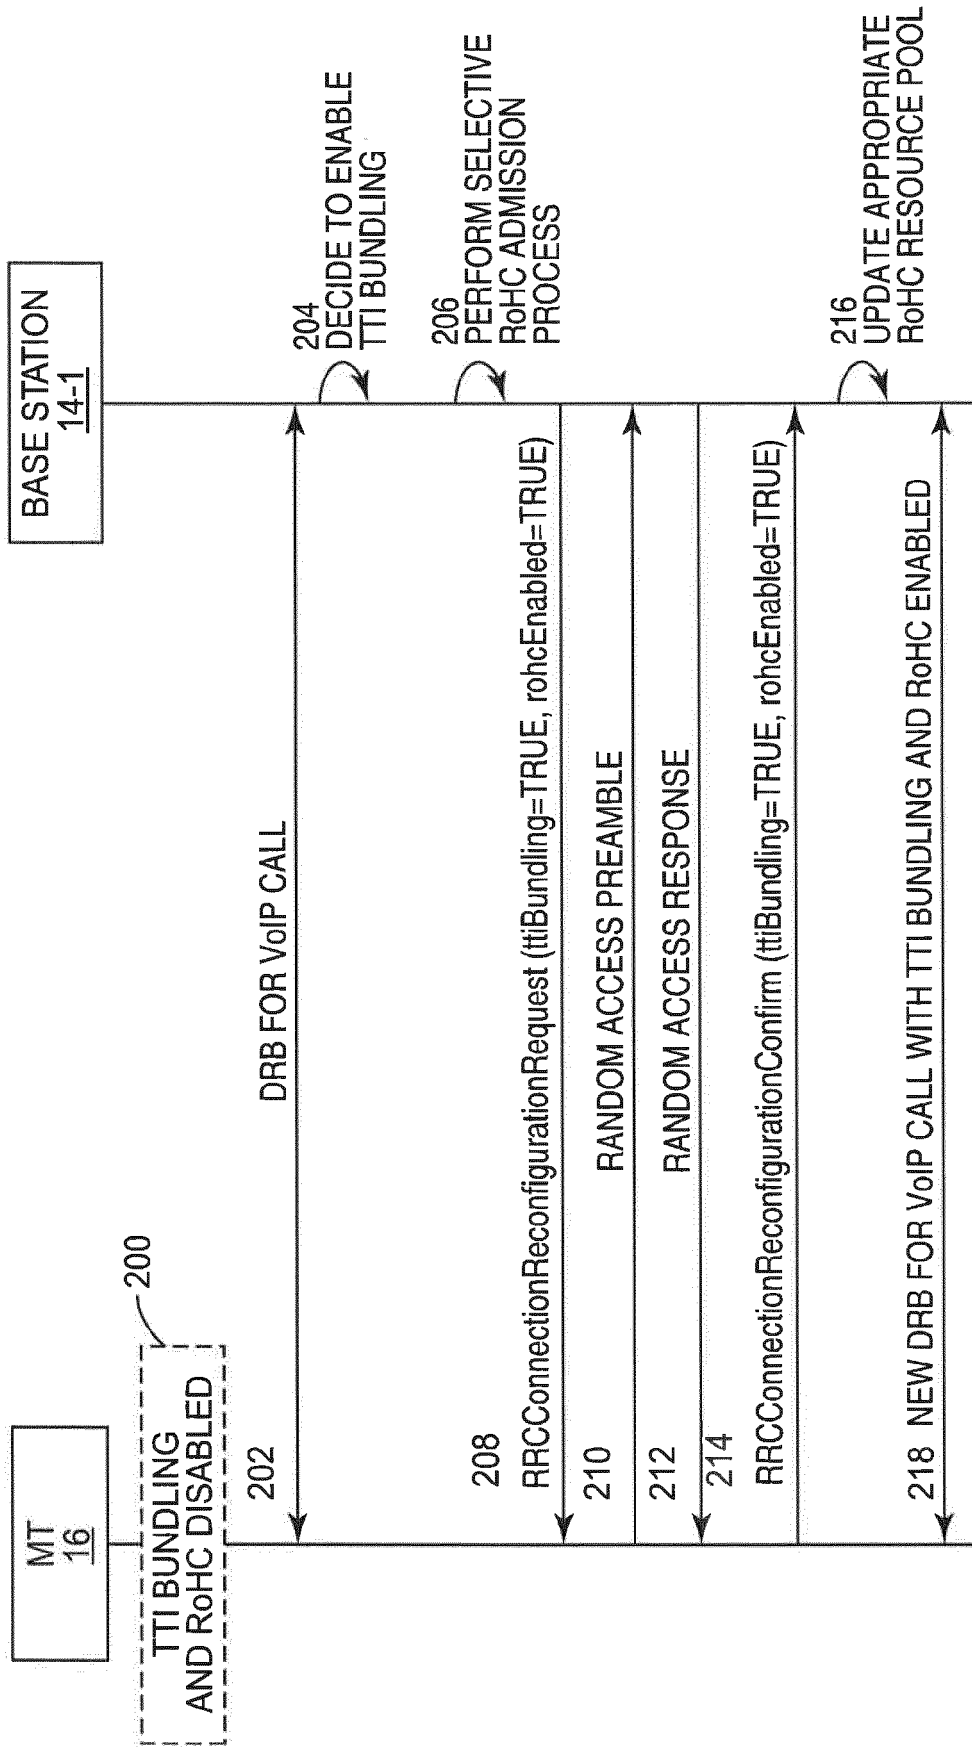 MT
16
BASE STATION
14-1
TTI BUNDLING
AND RoHC DISABLED
200
202
DRB FOR VoIP CALL
204
DECIDE TO ENABLE
TTI BUNDLING
206
PERFORM SELECTIVE
RoHC ADMISSION
PROCESS
208
RRCConnectionReconfigurationRequest (ttiBundling=TRUE, rohcEnabled=TRUE)
210
RANDOM ACCESS PREAMBLE
212
RANDOM ACCESS RESPONSE
214
RRCConnectionReconfigurationConfirm (ttiBundling=TRUE, rohcEnabled=TRUE)
216
UPDATE APPROPRIATE
RoHC RESOURCE POOL
218 NEW DRB FOR VoIP CALL WITH TTI BUNDLING AND RoHC ENABLED